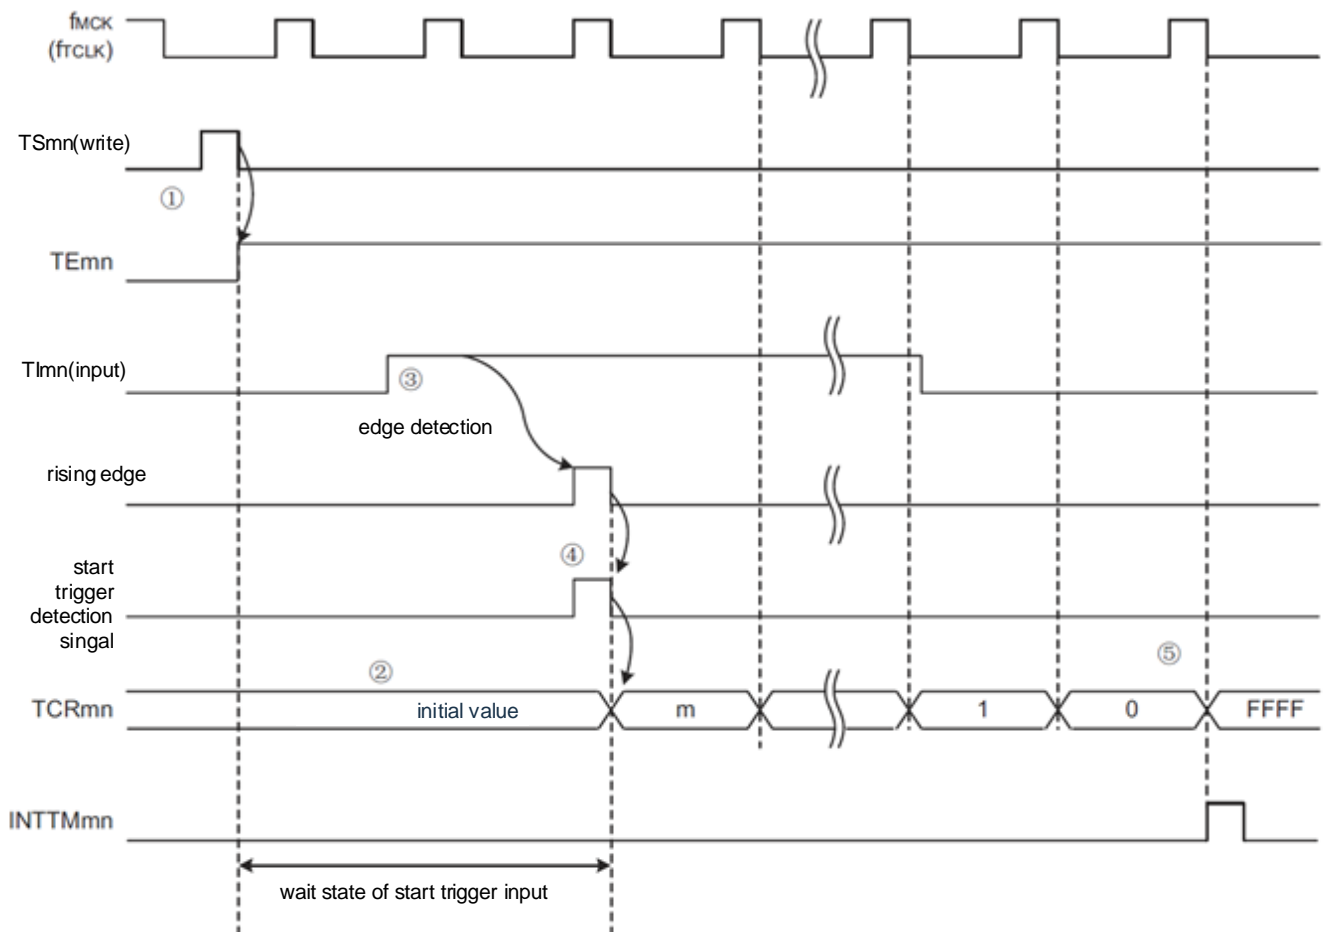 fMCK
(fTCLK)
TSmn(write)
①
TEmn
TImn(input)
③
edge detection
rising edge
④
start
trigger
detection
singal
②
⑤
TCRmn
initial value
m
1
0
FFFF
INTTMmn
wait state of start trigger input